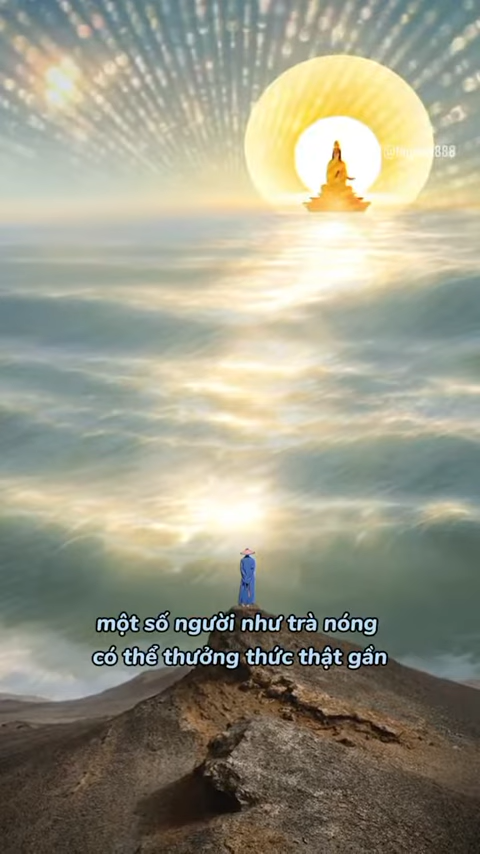 một số người như trà nóng
có thể thưởng thức thật gần